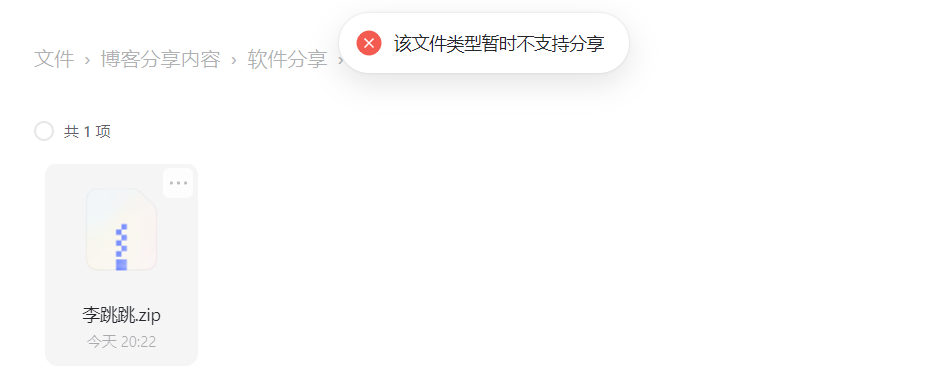 该文件类型暂时不支持分享
文件 › 博客分享内容 › 软件分享 ›
共 1 项
李跳跳.zip
今天 20:22